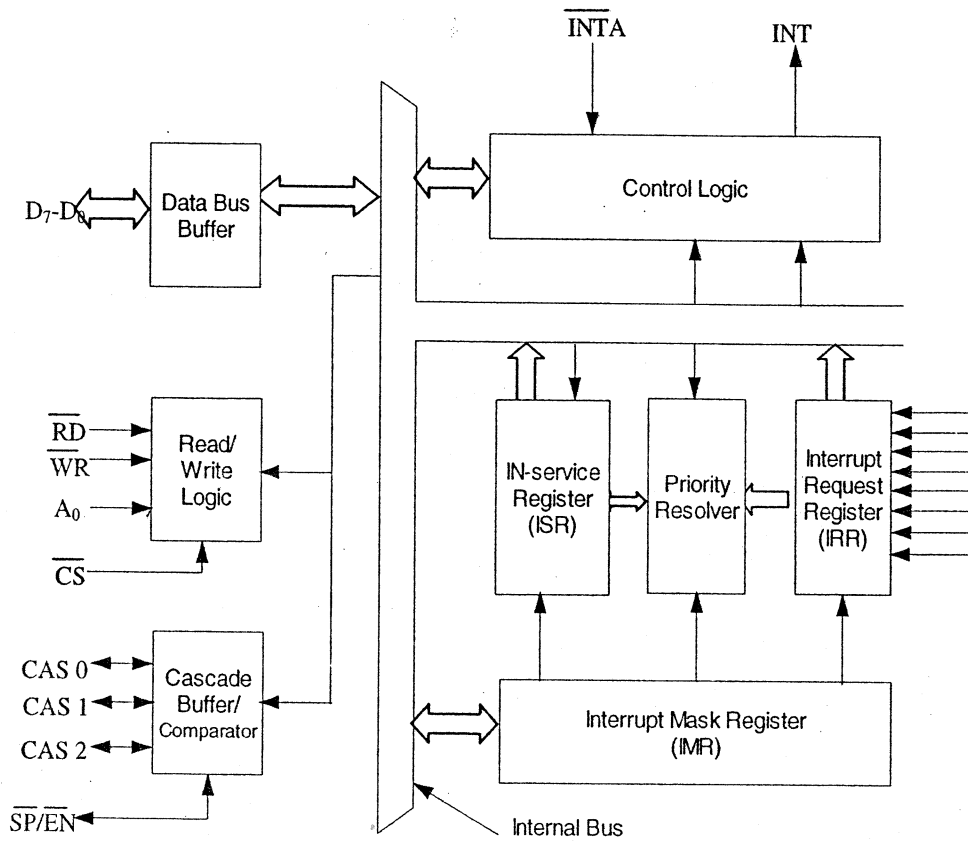 INTA
INT
Control Logic
D7-D0
Data Bus
Buffer
RD
WR
A0
CS
Read/
Write
Logic
IN-service
Register
(ISR)
Priority
Resolver
Interrupt
Request
Register
(IRR)
CAS 0
CAS 1
CAS 2
SP/EN
Cascade
Buffer/
Comparator
Interrupt Mask Register
(IMR)
Internal Bus